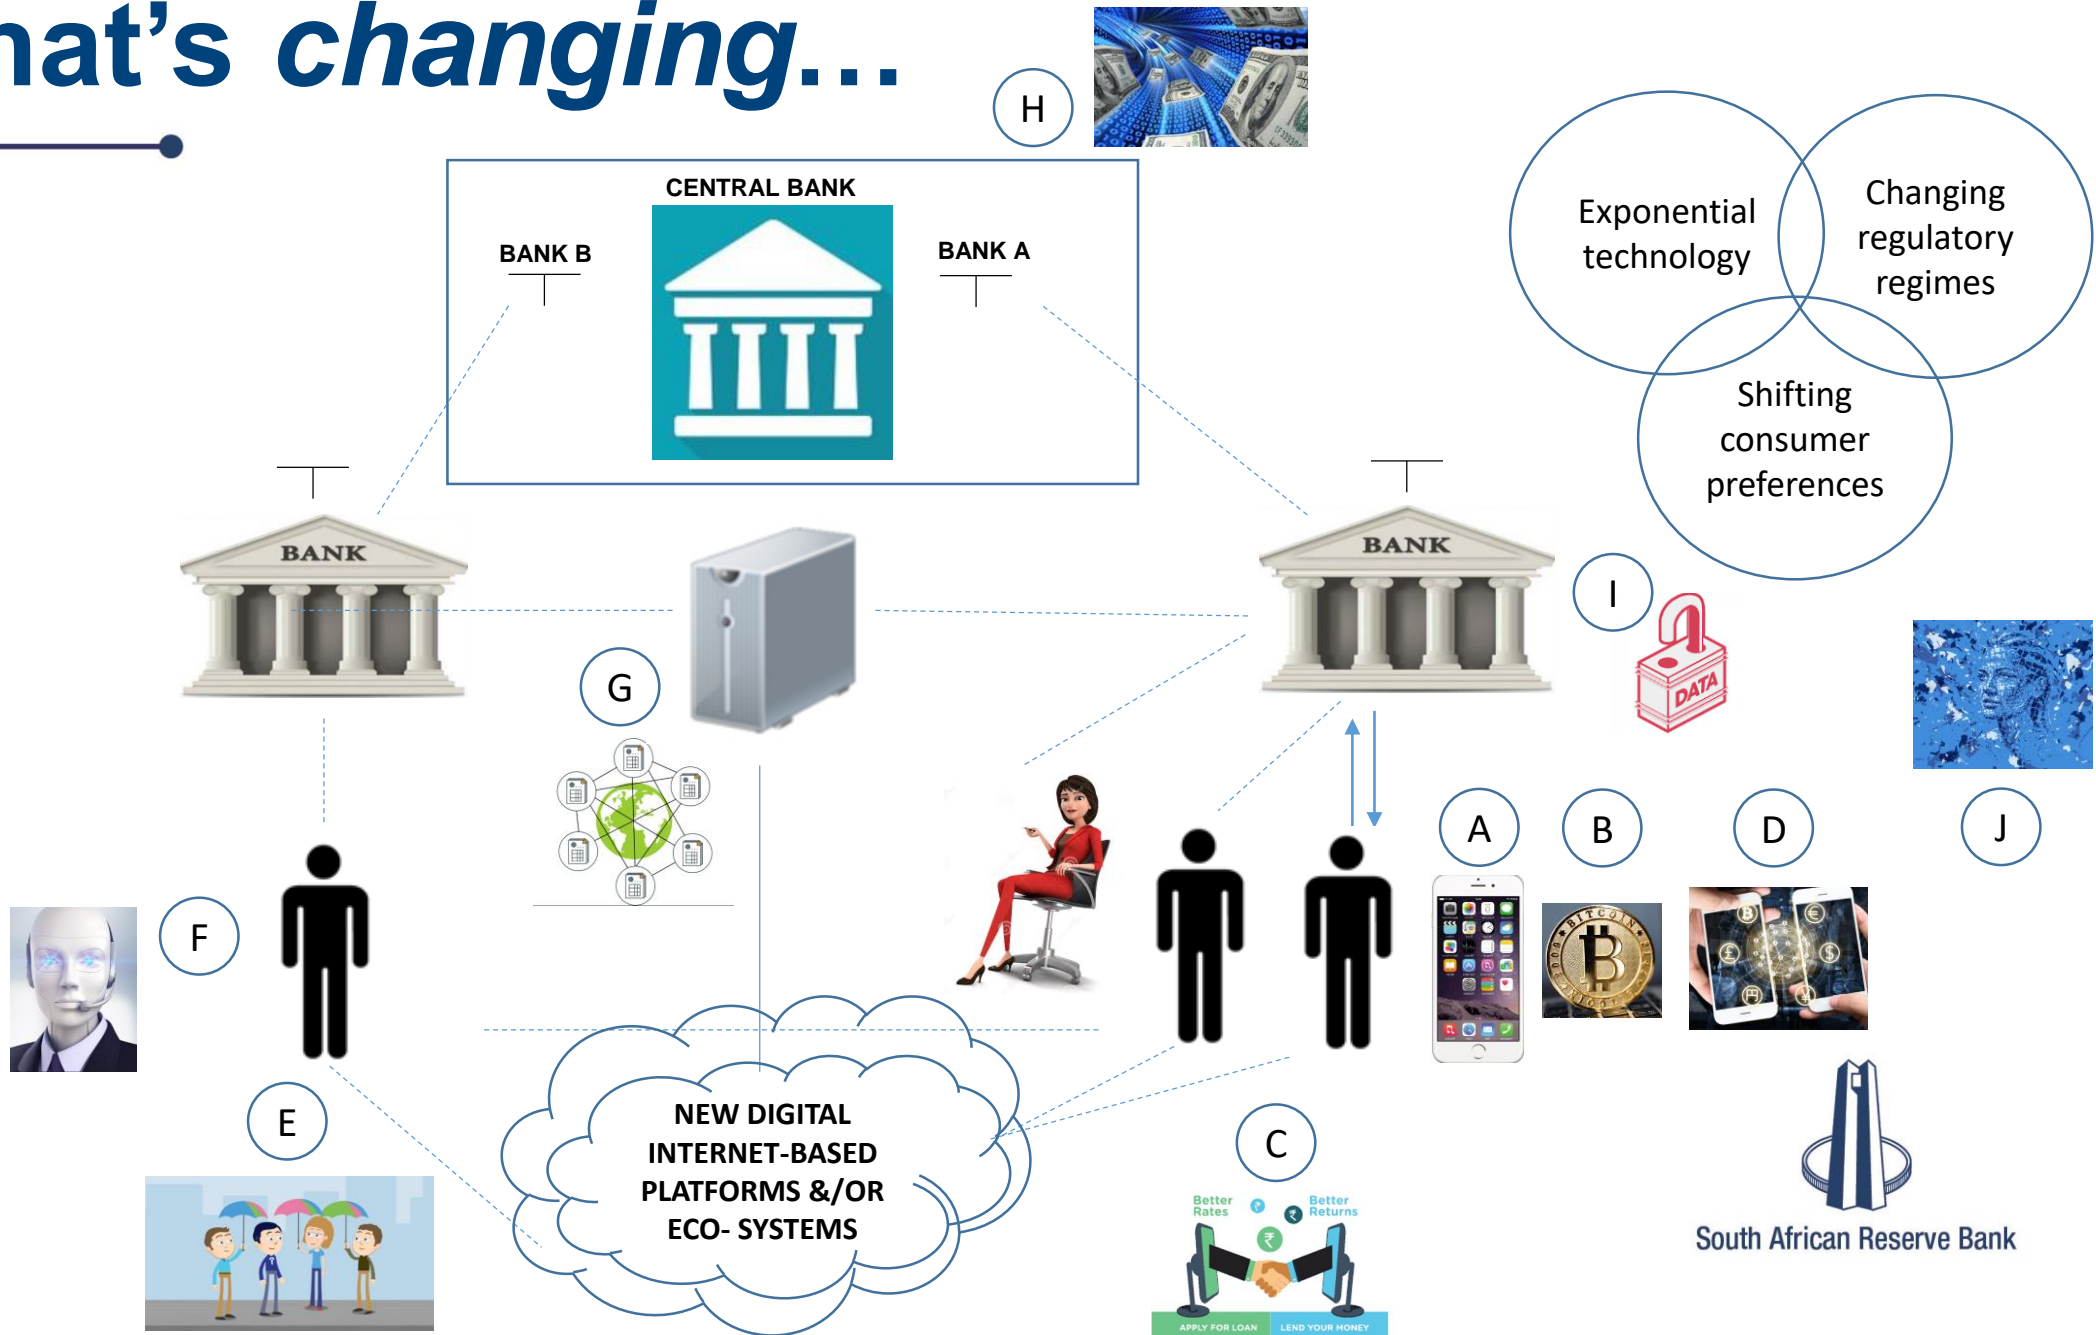 hat's changing...
H
CENTRAL BANK
BANK B
BANK A
Exponential
technology
Changing
regulatory
regimes
Shifting
consumer
preferences
BANK
BANK
I
DATA
G
A
B
D
J
F
BITCOIN
E
NEW DIGITAL
INTERNET-BASED
PLATFORMS &/OR
ECO- SYSTEMS
C
Better
Rates
Better
Returns
APPLY FOR LOAN
LEND YOUR MONEY
South African Reserve Bank